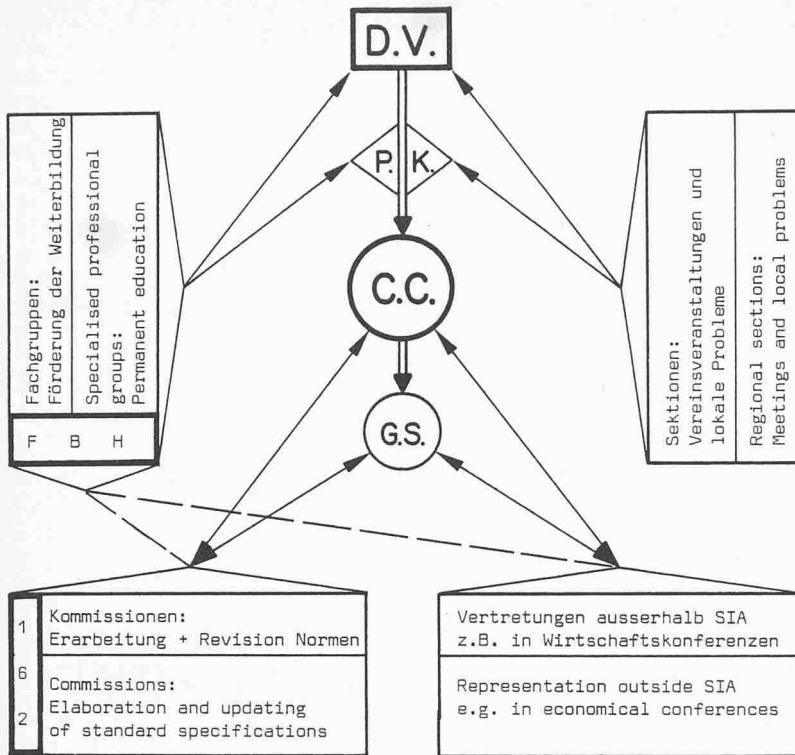 D.V.
P. K.
C.C.
G.S.
Fachgruppen:
Förderung der Weiterbildung
Specialised professional
groups:
Permanent education
F B H
Sektionen:
Vereinsveranstaltungen und
lokale Probleme
Regional sections:
Meetings and local problems
1
6
2
Kommissionen:
Erarbeitung + Revision Normen
Commissions:
Elaboration and updating
of standard specifications
Vertretungen ausserhalb SIA
z.B. in Wirtschaftskonferenzen
Representation outside SIA
e.g. in economical conferences